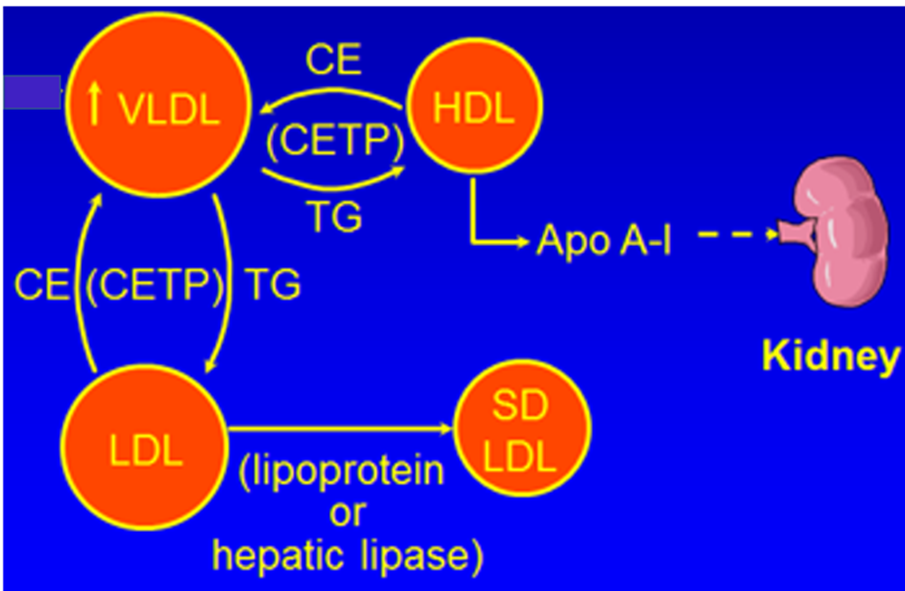 CE
↑ VLDL
HDL
(CETP)
TG
Apo A-I
CE (CETP) TG
Kidney
SD
LDL
LDL
(lipoprotein
or
hepatic lipase)